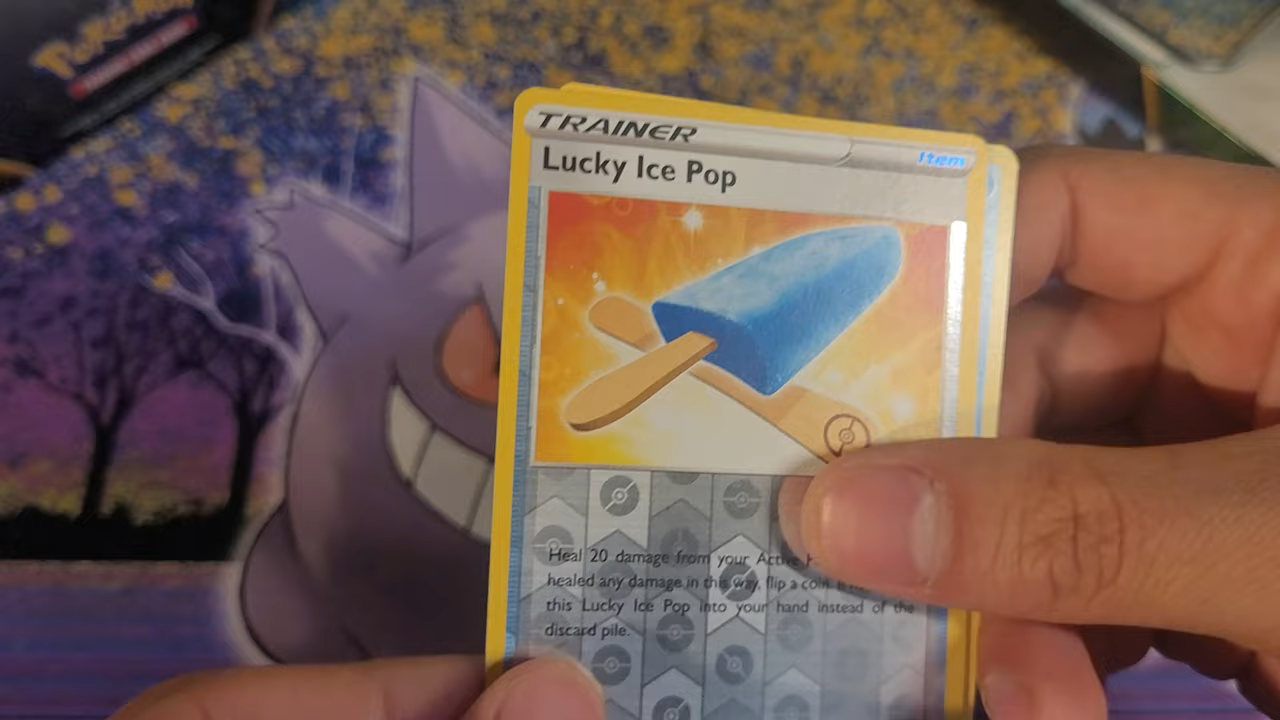 TRAINER
Item
Lucky Ice Pop
Heal 20 damage from your Active
healed any damage in this way, flip a coin.
this Lucky Ice Pop into your hand instead of the
discard pile.